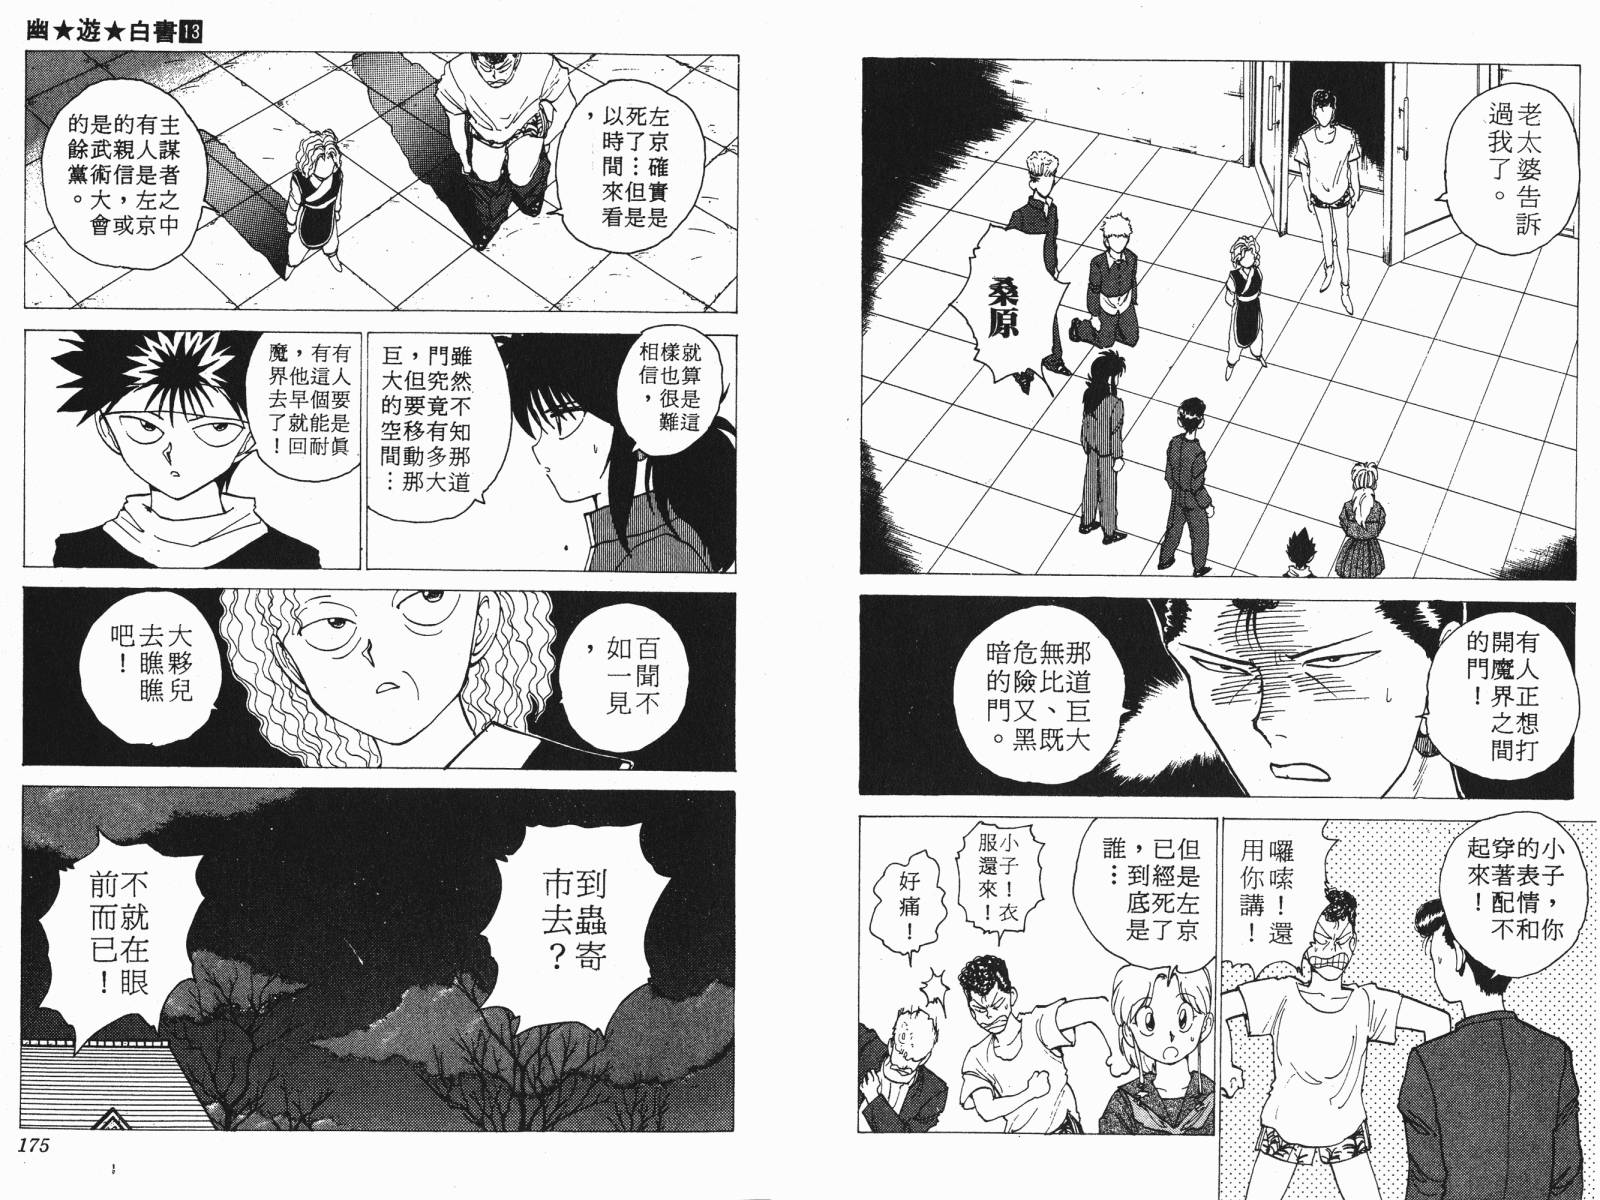 老太婆告訴
過我了。
桑原
有人正想打
開魔界之間
的門！
那道巨大
無比、既
危險又黑
暗的門。
小子，你
的表情和
穿著配不
起來！
囉嗦！還
用你講！
但是左京
已經死了
，到底是
誰…
小子！衣
服還來！
好痛！
幽★遊★白書13
左京確實是
死了…但是
以時間來看
，
主謀者之中
有人是左京
的親信，或
是武術大會
的餘黨。
就算是這
樣也很難
相信，
雖然不知那道
門究竟有多大
，但要移動那
巨大的空間…
有人要是真
有這個能耐
，他早就回
魔界去了！
百聞不
如一見
，
大夥兒
去瞧瞧
吧！
到蟲寄
市去？
不就在眼
前而已！
175